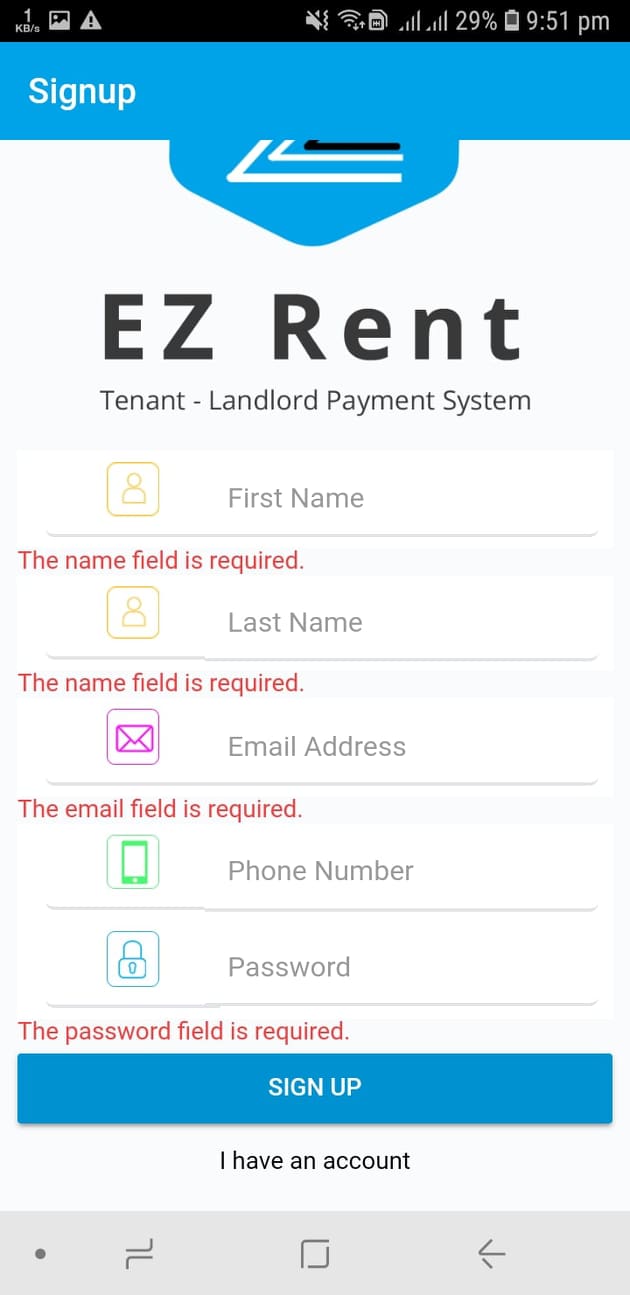 1
KB/s
29%
9:51 pm
Signup
EZ Rent
Tenant - Landlord Payment System
First Name
The name field is required.
Last Name
The name field is required.
Email Address
The email field is required.
Phone Number
Password
The password field is required.
SIGN UP
I have an account